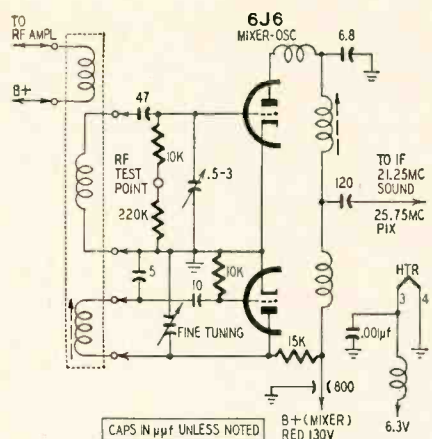 TO
RF AMPL
B+
6J6
MIXER-OSC
6.8
47
10K
RF
TEST
POINT
220K
.5-3
120
TO IF
21.25MC
SOUND
25.75MC
PIX
5
10
10K
FINE TUNING
15K
HTR
3
4
.001µf
800
B+(MIXER)
RED 130V
6.3V
CAPS IN µµf UNLESS NOTED